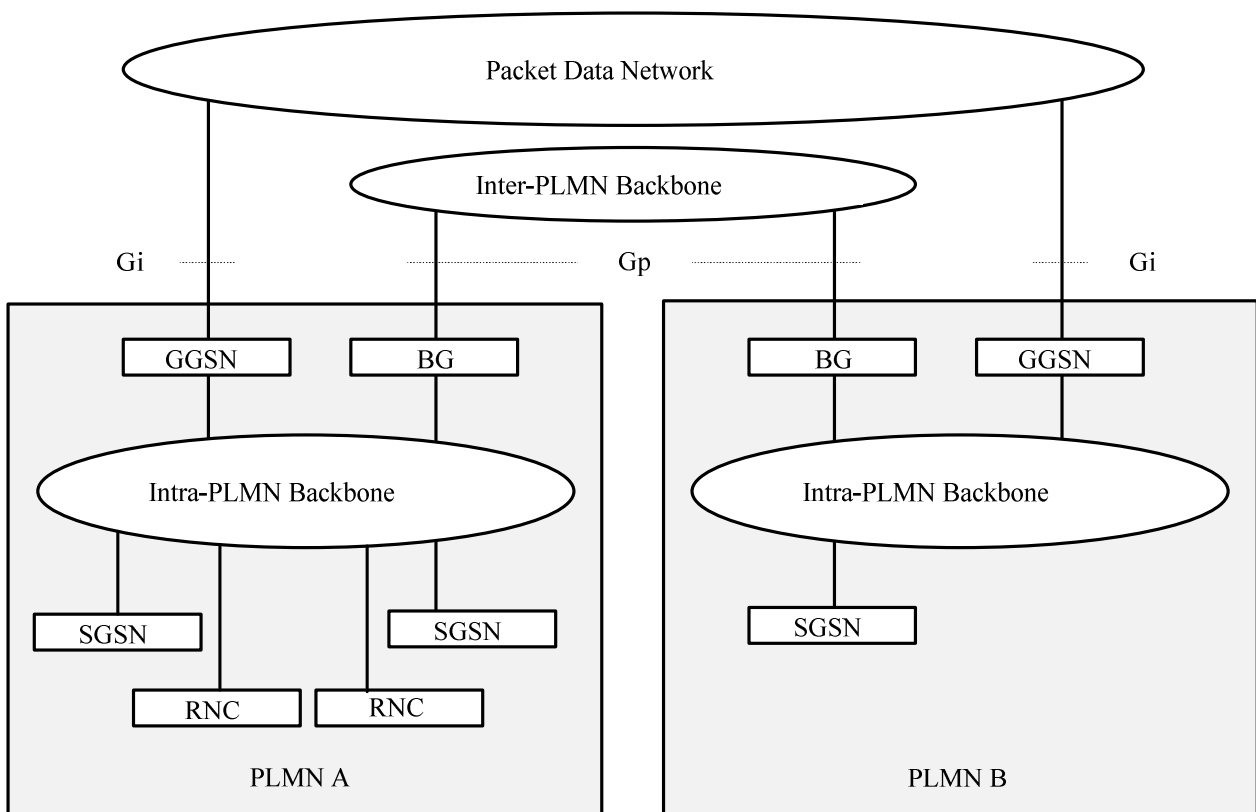 Packet Data Network
Inter-PLMN Backbone
Gi
Gp
Gi
GGSN
BG
BG
GGSN
Intra-PLMN Backbone
Intra-PLMN Backbone
SGSN
SGSN
SGSN
RNC
RNC
PLMN A
PLMN B